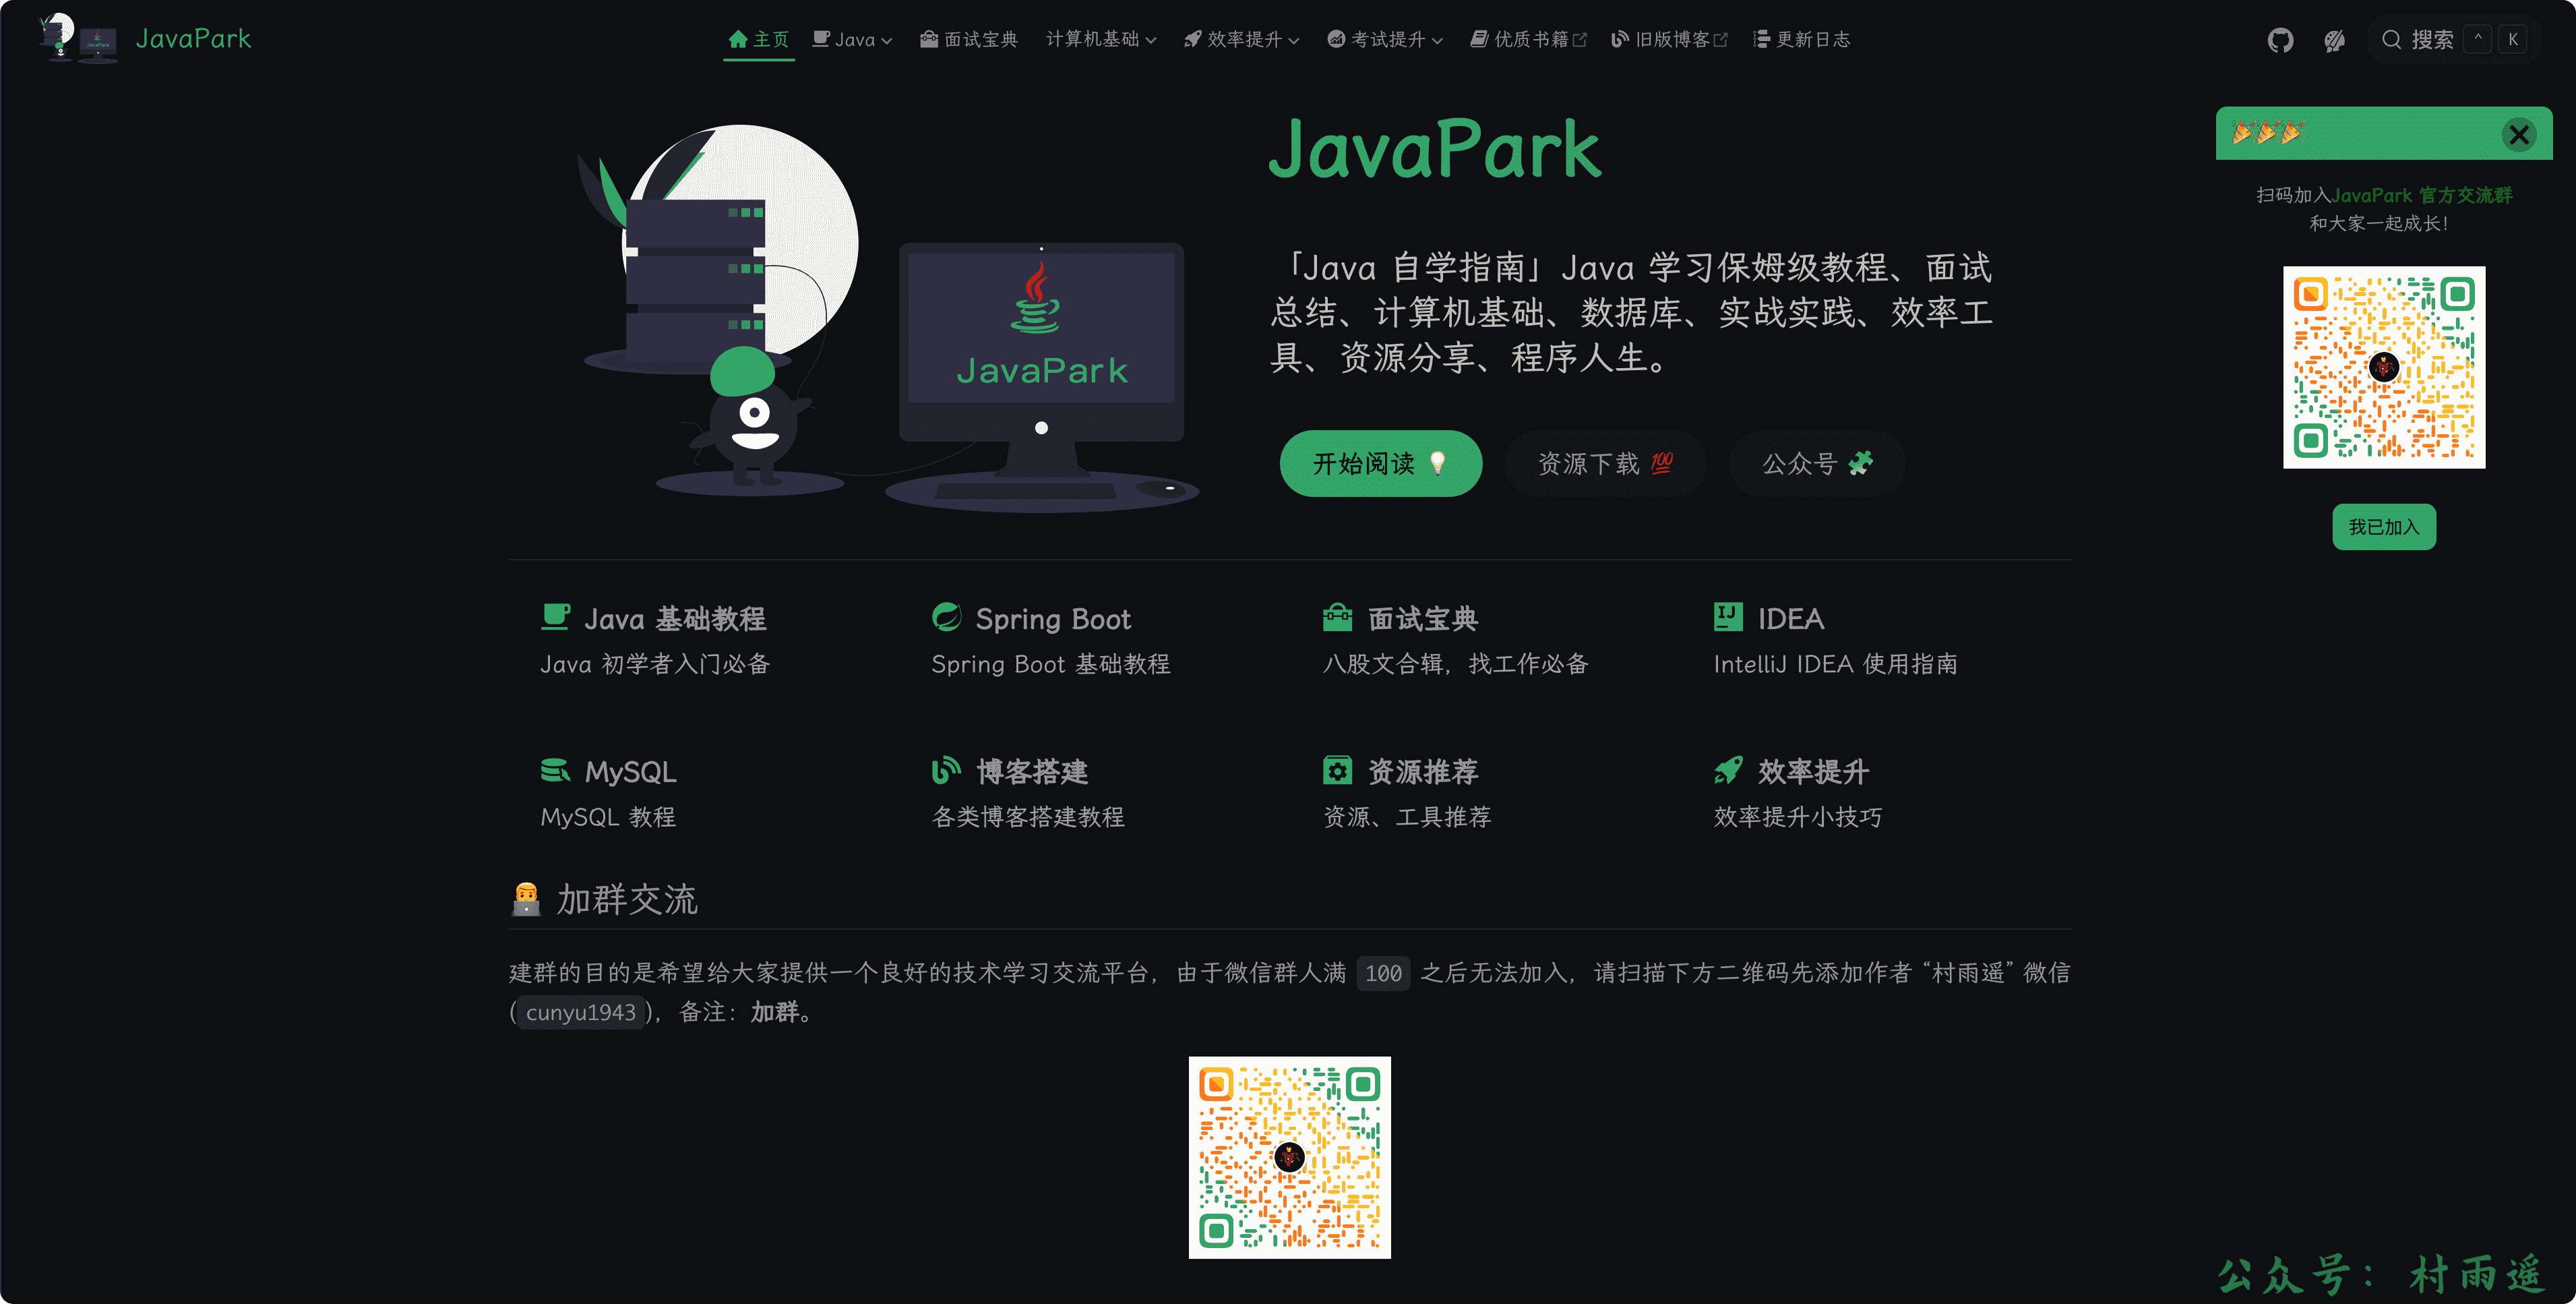 JavaPark
主页 Java 面试宝典 计算机基础 效率提升 考试提升 优质书籍 旧版博客 更新日志
搜索 ^ K
JavaPark
JavaPark
「Java 自学指南」Java 学习保姆级教程、面试
总结、计算机基础、数据库、实战实践、效率工
具、资源分享、程序人生。
开始阅读💡 资源下载💯 公众号🧩
🎉🎉🎉
扫码加入JavaPark 官方交流群
和大家一起成长!
我已加入
Java 基础教程
Java 初学者入门必备
Spring Boot
Spring Boot 基础教程
面试宝典
八股文合辑，找工作必备
IJ IDEA
IntelliJ IDEA 使用指南
MySQL
MySQL 教程
博客搭建
各类博客搭建教程
资源推荐
资源、工具推荐
效率提升
效率提升小技巧
👨‍💻 加群交流
建群的目的是希望给大家提供一个良好的技术学习交流平台，由于微信群人满 100 之后无法加入，请扫描下方二维码先添加作者 “村雨遥” 微信
(cunyu1943)，备注：加群。
公众号：村雨遥